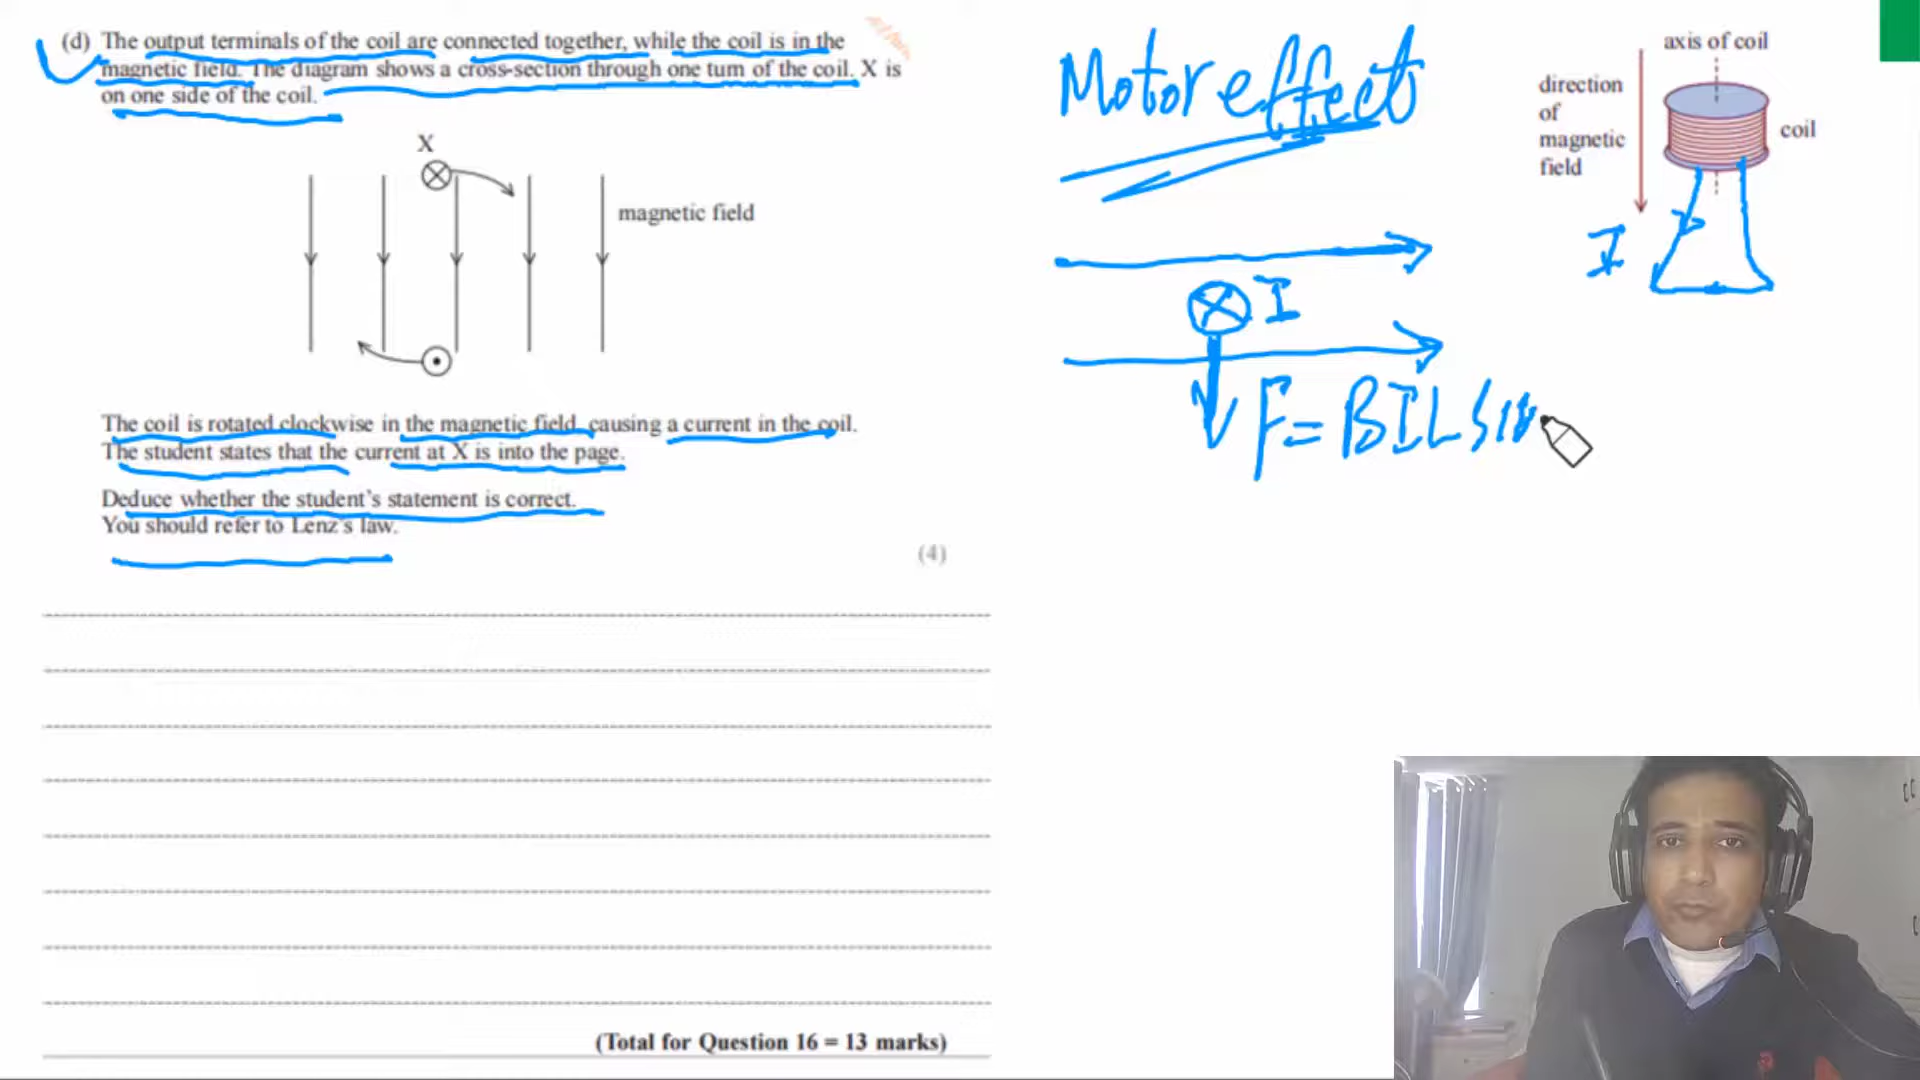 (d) The output terminals of the coil are connected together, while the coil is in the
magnetic field. The diagram shows a cross-section through one turn of the coil. X is
on one side of the coil.
X
magnetic field
The coil is rotated clockwise in the magnetic field, causing a current in the coil.
The student states that the current at X is into the page.
Deduce whether the student's statement is correct.
You should refer to Lenz's law.
(4)
(Total for Question 16 = 13 marks)
Motor effect
I
F = BIL sin
axis of coil
direction
of
magnetic
field
coil
I